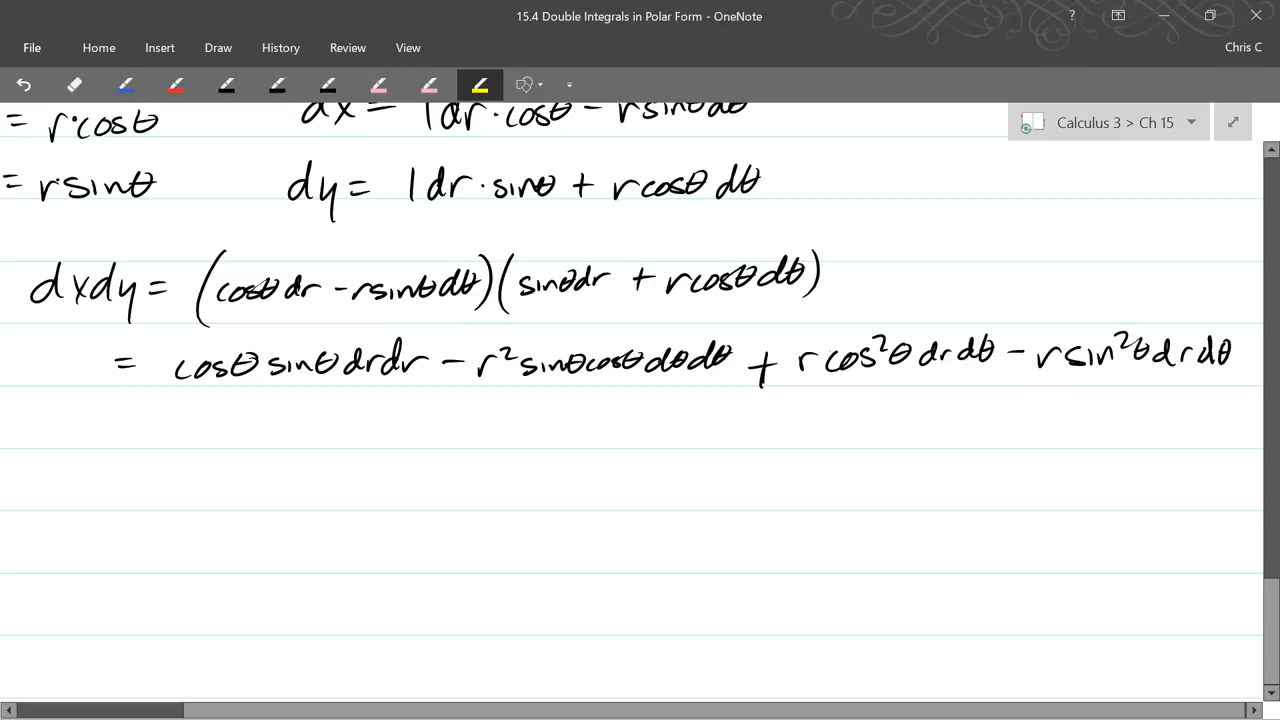 15.4 Double Integrals in Polar Form - OneNote
?
File Home Insert Draw History Review View Chris C
Calculus 3 > Ch 15
= r·cosθ dx = 1dr·cosθ − rsinθdθ
= rsinθ dy = 1dr·sinθ + rcosθ dθ
dxdy = (cosθdr − rsinθdθ)(sinθdr + rcosθdθ)
= cosθ sinθ drdr − r²sinθcosθdθdθ + r cos²θ drdθ − r sin²θ drdθ